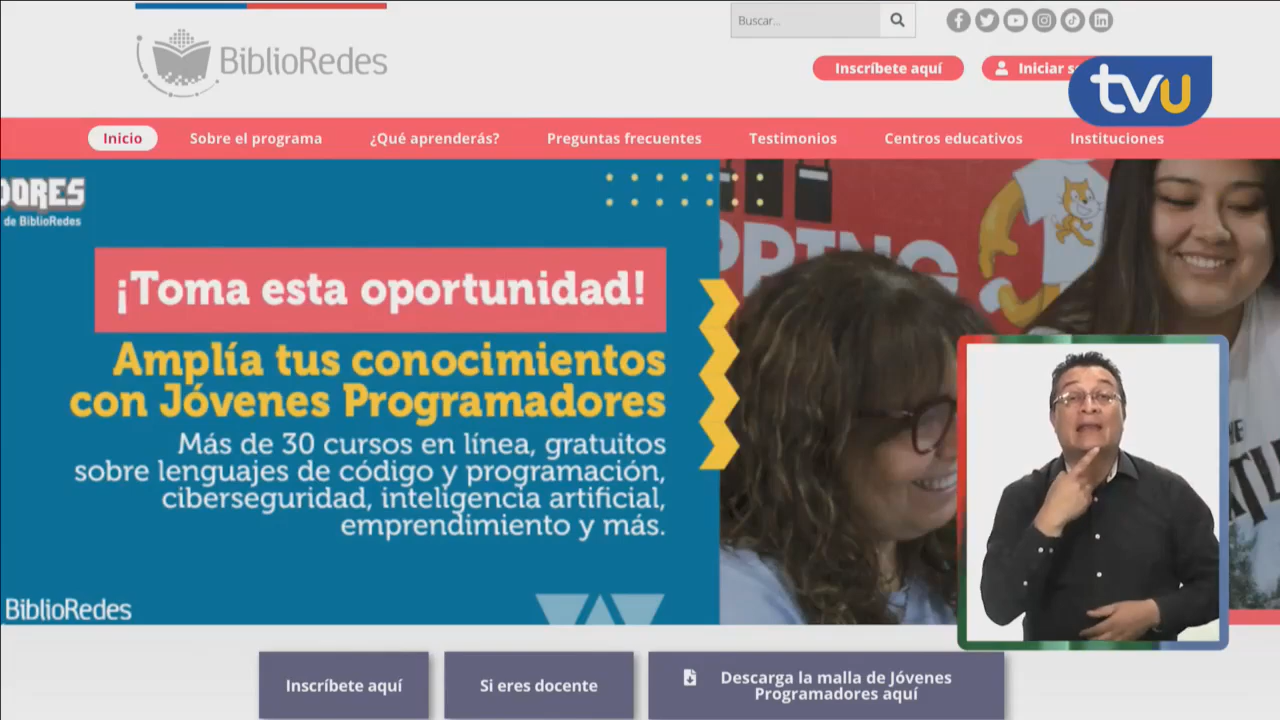 Buscar...
BiblioRedes
Inscríbete aquí
Iniciar
tvu
Inicio
Sobre el programa
¿Qué aprenderás?
Preguntas frecuentes
Testimonios
Centros educativos
Instituciones
DORES
de BiblioRedes
¡Toma esta oportunidad!
Amplía tus conocimientos
con Jóvenes Programadores
Más de 30 cursos en línea, gratuitos
sobre lenguajes de código y programación,
ciberseguridad, inteligencia artificial,
emprendimiento y más.
BiblioRedes
Inscríbete aquí
Si eres docente
Descarga la malla de Jóvenes
Programadores aquí